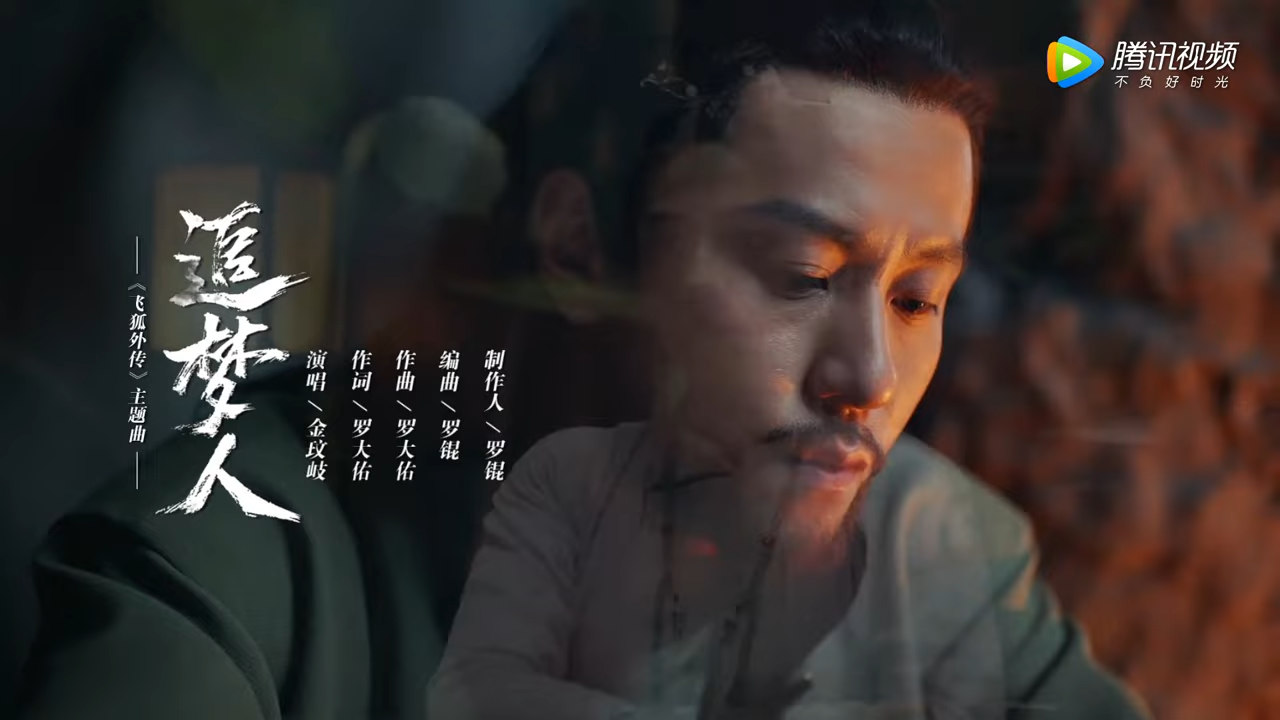 追梦人
——《飞狐外传》主题曲——
演唱/金玟岐
作词/罗大佑
作曲/罗大佑
编曲/罗锟
制作人/罗锟
腾讯视频
不负好时光